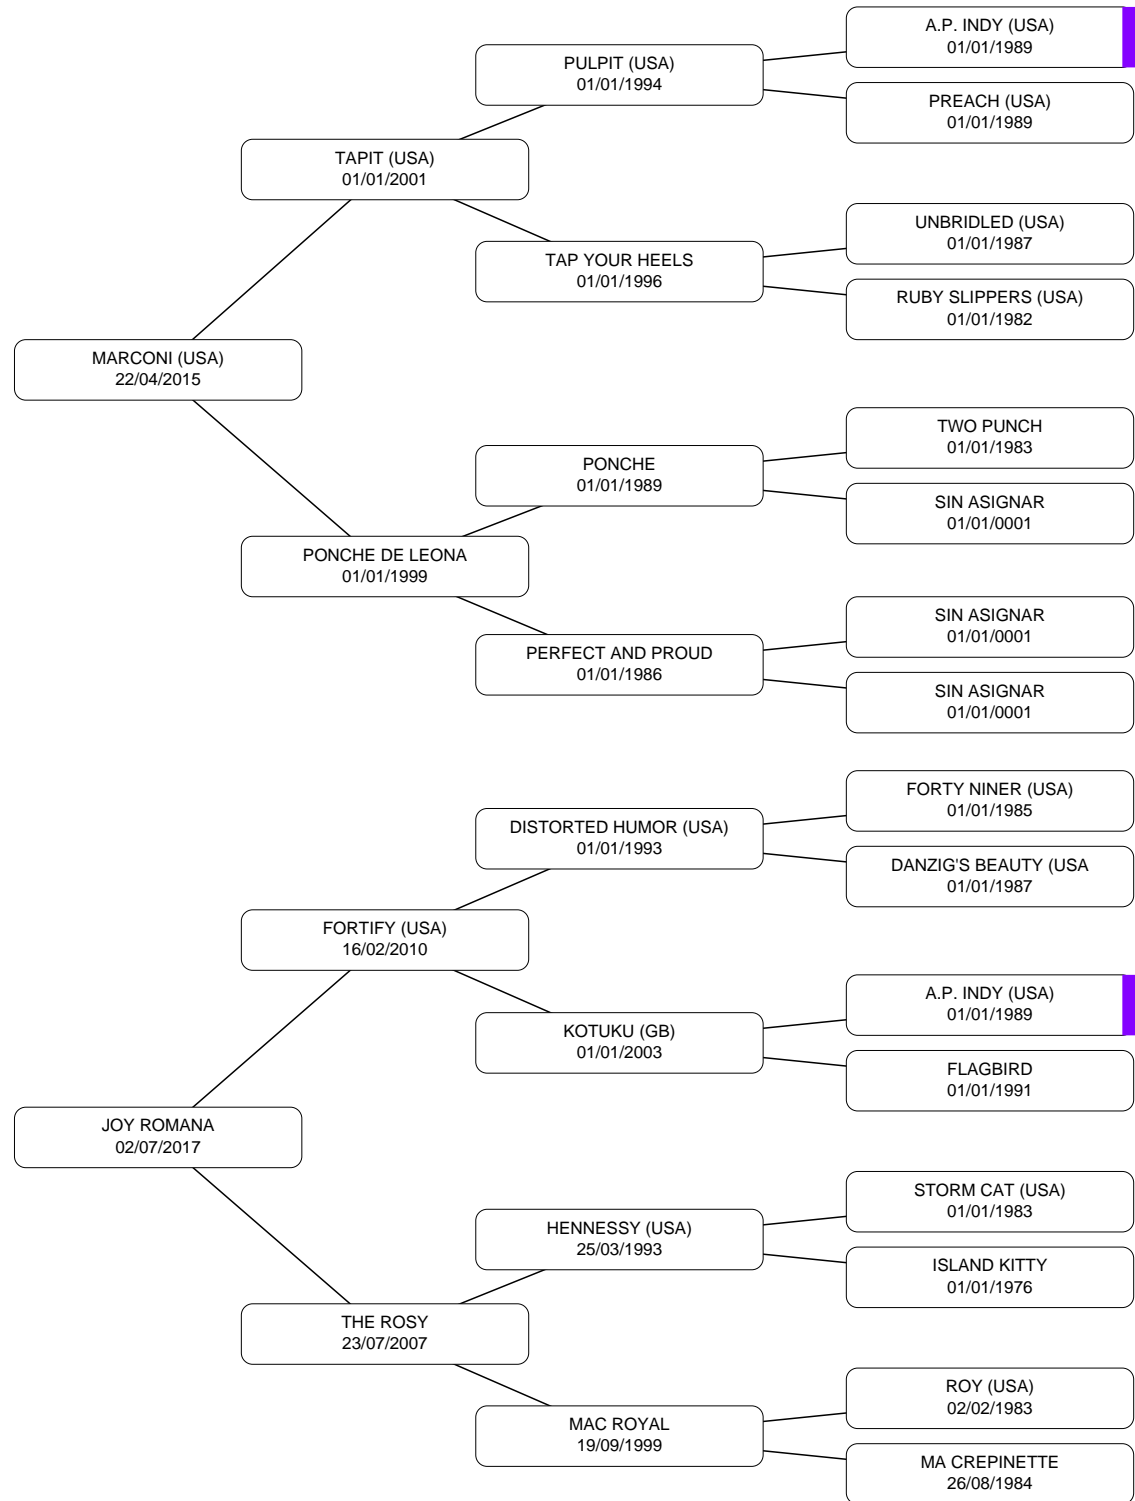 A.P. INDY (USA)
01/01/1989
PULPIT (USA)
01/01/1994
PREACH (USA)
01/01/1989
TAPIT (USA)
01/01/2001
UNBRIDLED (USA)
01/01/1987
TAP YOUR HEELS
01/01/1996
RUBY SLIPPERS (USA)
01/01/1982
MARCONI (USA)
22/04/2015
TWO PUNCH
01/01/1983
PONCHE
01/01/1989
SIN ASIGNAR
01/01/0001
PONCHE DE LEONA
01/01/1999
SIN ASIGNAR
01/01/0001
PERFECT AND PROUD
01/01/1986
SIN ASIGNAR
01/01/0001
FORTY NINER (USA)
01/01/1985
DISTORTED HUMOR (USA)
01/01/1993
DANZIG'S BEAUTY (USA
01/01/1987
FORTIFY (USA)
16/02/2010
A.P. INDY (USA)
01/01/1989
KOTUKU (GB)
01/01/2003
FLAGBIRD
01/01/1991
JOY ROMANA
02/07/2017
STORM CAT (USA)
01/01/1983
HENNESSY (USA)
25/03/1993
ISLAND KITTY
01/01/1976
THE ROSY
23/07/2007
ROY (USA)
02/02/1983
MAC ROYAL
19/09/1999
MA CREPINETTE
26/08/1984